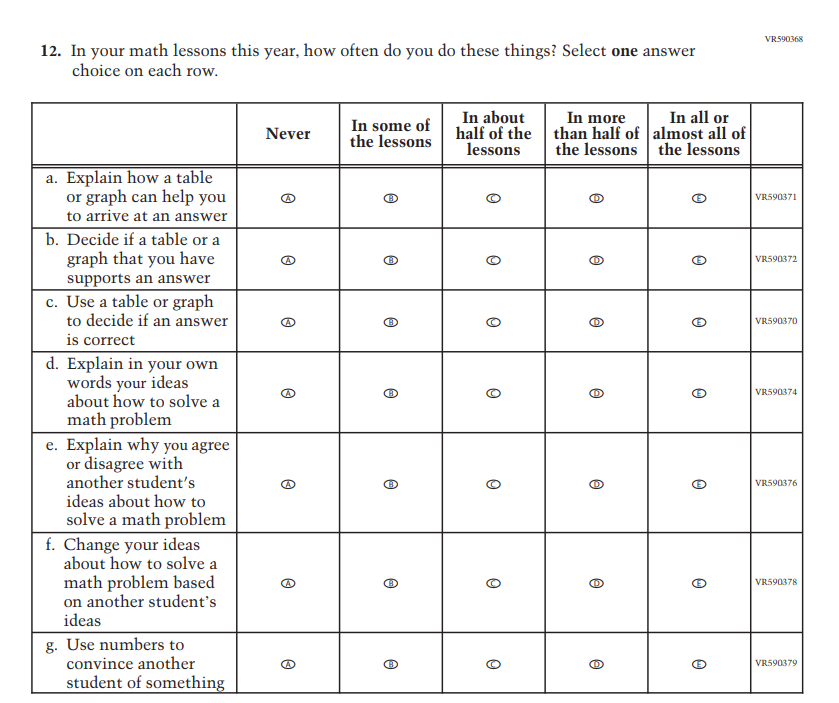 VR590368
12. In your math lessons this year, how often do you do these things? Select one answer
choice on each row.
Never
In some of
the lessons
In about
half of the
lessons
In more
than half of
the lessons
In all or
almost all of
the lessons
a. Explain how a table
or graph can help you
to arrive at an answer
A B C D E VR590371
b. Decide if a table or a
graph that you have
supports an answer
A B C D E VR590372
c. Use a table or graph
to decide if an answer
is correct
A B C D E VR590370
d. Explain in your own
words your ideas
about how to solve a
math problem
A B C D E VR590374
e. Explain why you agree
or disagree with
another student's
ideas about how to
solve a math problem
A B C D E VR590376
f. Change your ideas
about how to solve a
math problem based
on another student's
ideas
A B C D E VR590378
g. Use numbers to
convince another
student of something
A B C D E VR590379